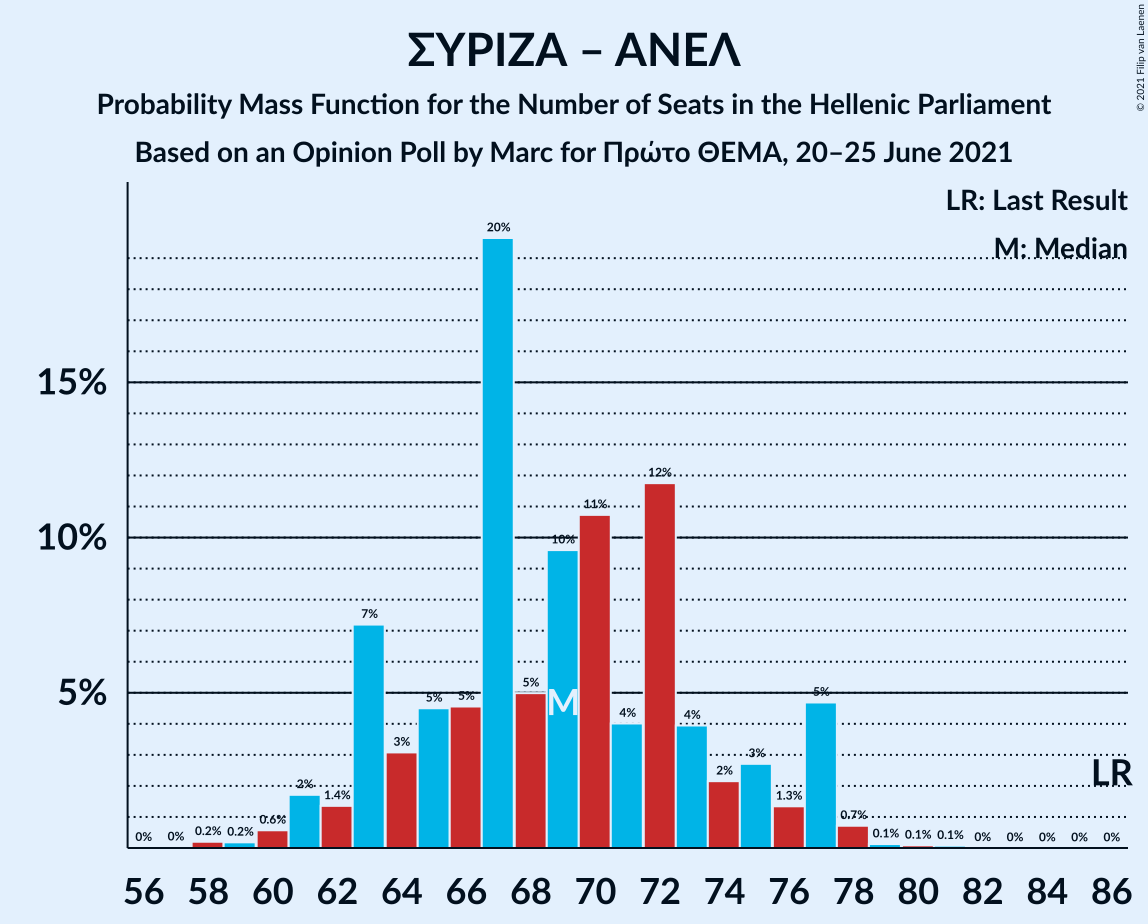 ΣΥΡΙΖΑ – ΑΝΕΛ
Probability Mass Function for the Number of Seats in the Hellenic Parliament
Based on an Opinion Poll by Marc for Πρώτο ΘΕΜΑ, 20–25 June 2021
© 2021 Filip van Laenen
LR: Last Result
M: Median
15%
10%
5%
0% 0% 0.2% 0.2% 0.6% 2% 1.4% 7% 3% 5% 5% 20% 5% 10% 11% 4% 12% 4% 2% 3% 1.3% 5% 0.7% 0.1% 0.1% 0.1% 0% 0% 0% 0% 0%
M
LR
56 58 60 62 64 66 68 70 72 74 76 78 80 82 84 86